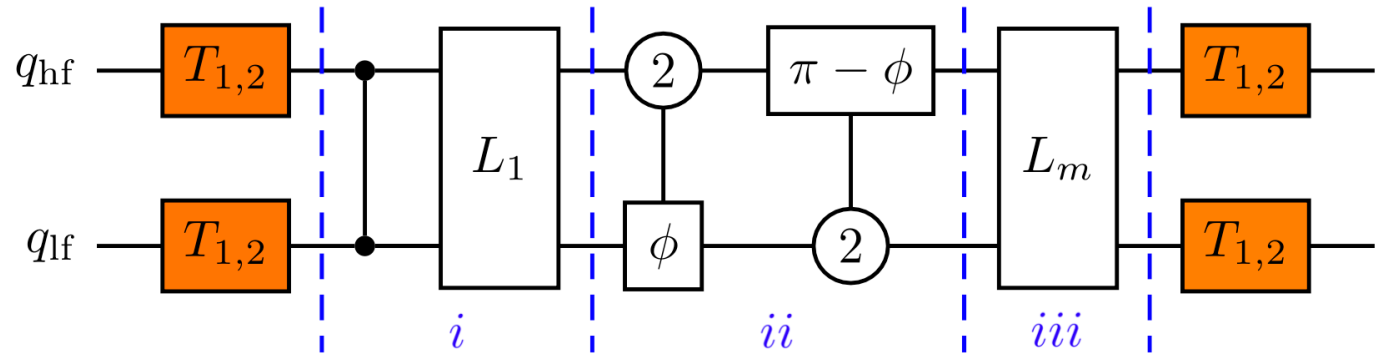 q_hf T_{1,2} L_1 2 π − ϕ L_m T_{1,2}
q_lf T_{1,2} ϕ 2 T_{1,2}
i ii iii